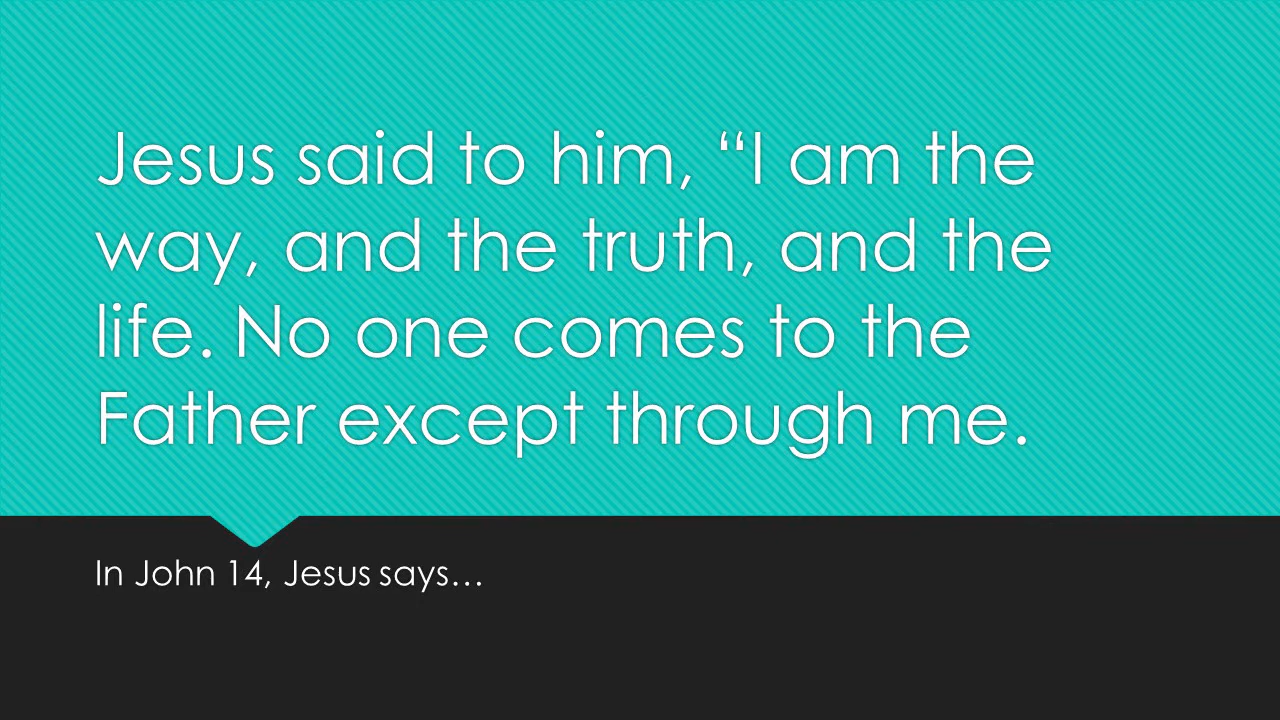 Jesus said to him, “I am the
way, and the truth, and the
life. No one comes to the
Father except through me.
In John 14, Jesus says…